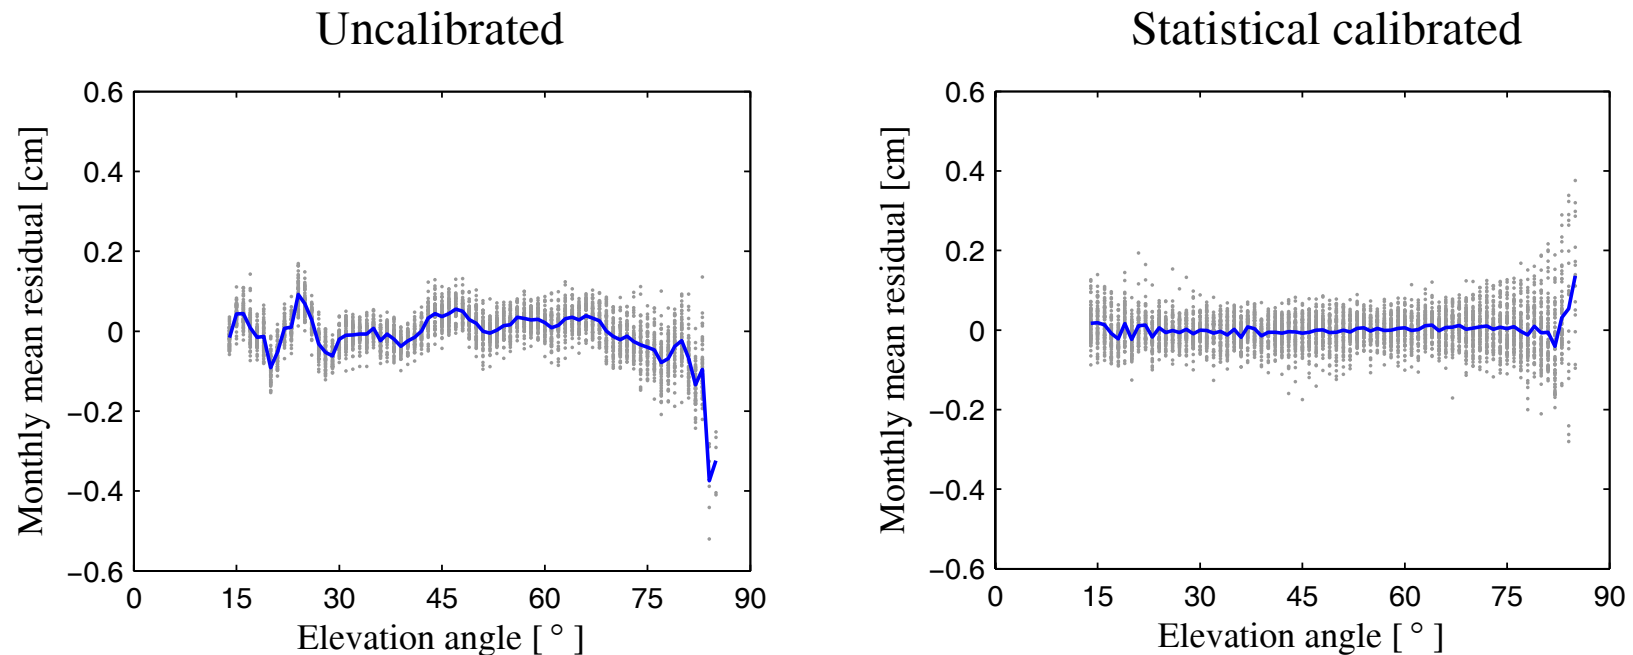 Uncalibrated
Monthly mean residual [cm]
0.6
0.4
0.2
0
−0.2
−0.4
−0.6
0 15 30 45 60 75 90
Elevation angle [ ° ]
Statistical calibrated
Monthly mean residual [cm]
0.6
0.4
0.2
0
−0.2
−0.4
−0.6
0 15 30 45 60 75 90
Elevation angle [ ° ]